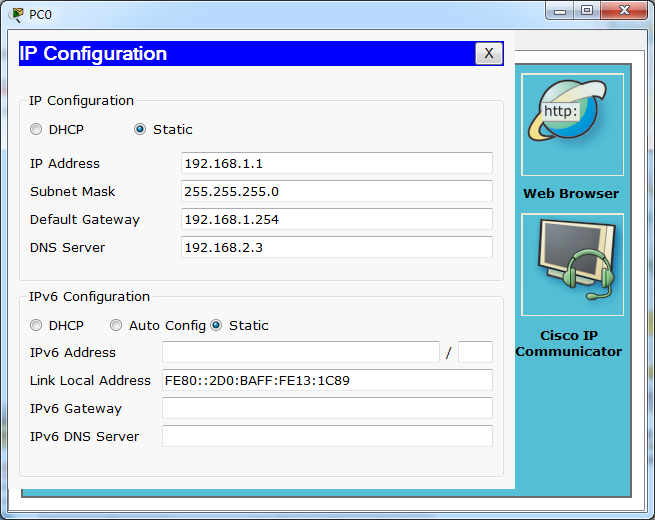 PC0
IP Configuration
X
IP Configuration
DHCP
Static
IP Address
192.168.1.1
Subnet Mask
255.255.255.0
Default Gateway
192.168.1.254
DNS Server
192.168.2.3
IPv6 Configuration
DHCP
Auto Config
Static
IPv6 Address
/
Link Local Address
FE80::2D0:BAFF:FE13:1C89
IPv6 Gateway
IPv6 DNS Server
http:
Web Browser
Cisco IP
Communicator